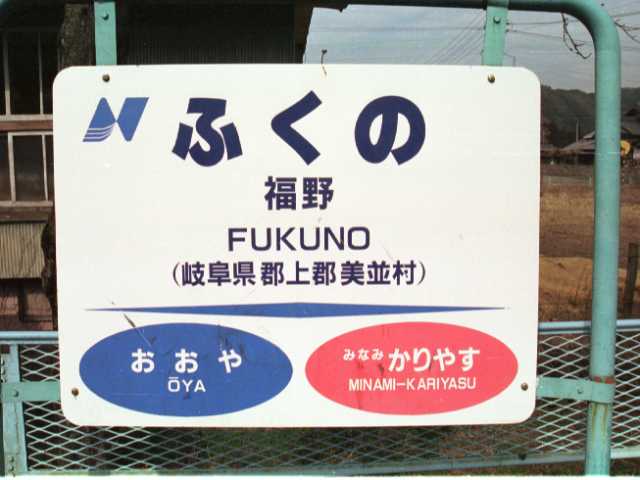 ふくの
福野
FUKUNO
(岐阜県郡上郡美並村)
おおや
ŌYA
みなみかりやす
MINAMI-KARIYASU